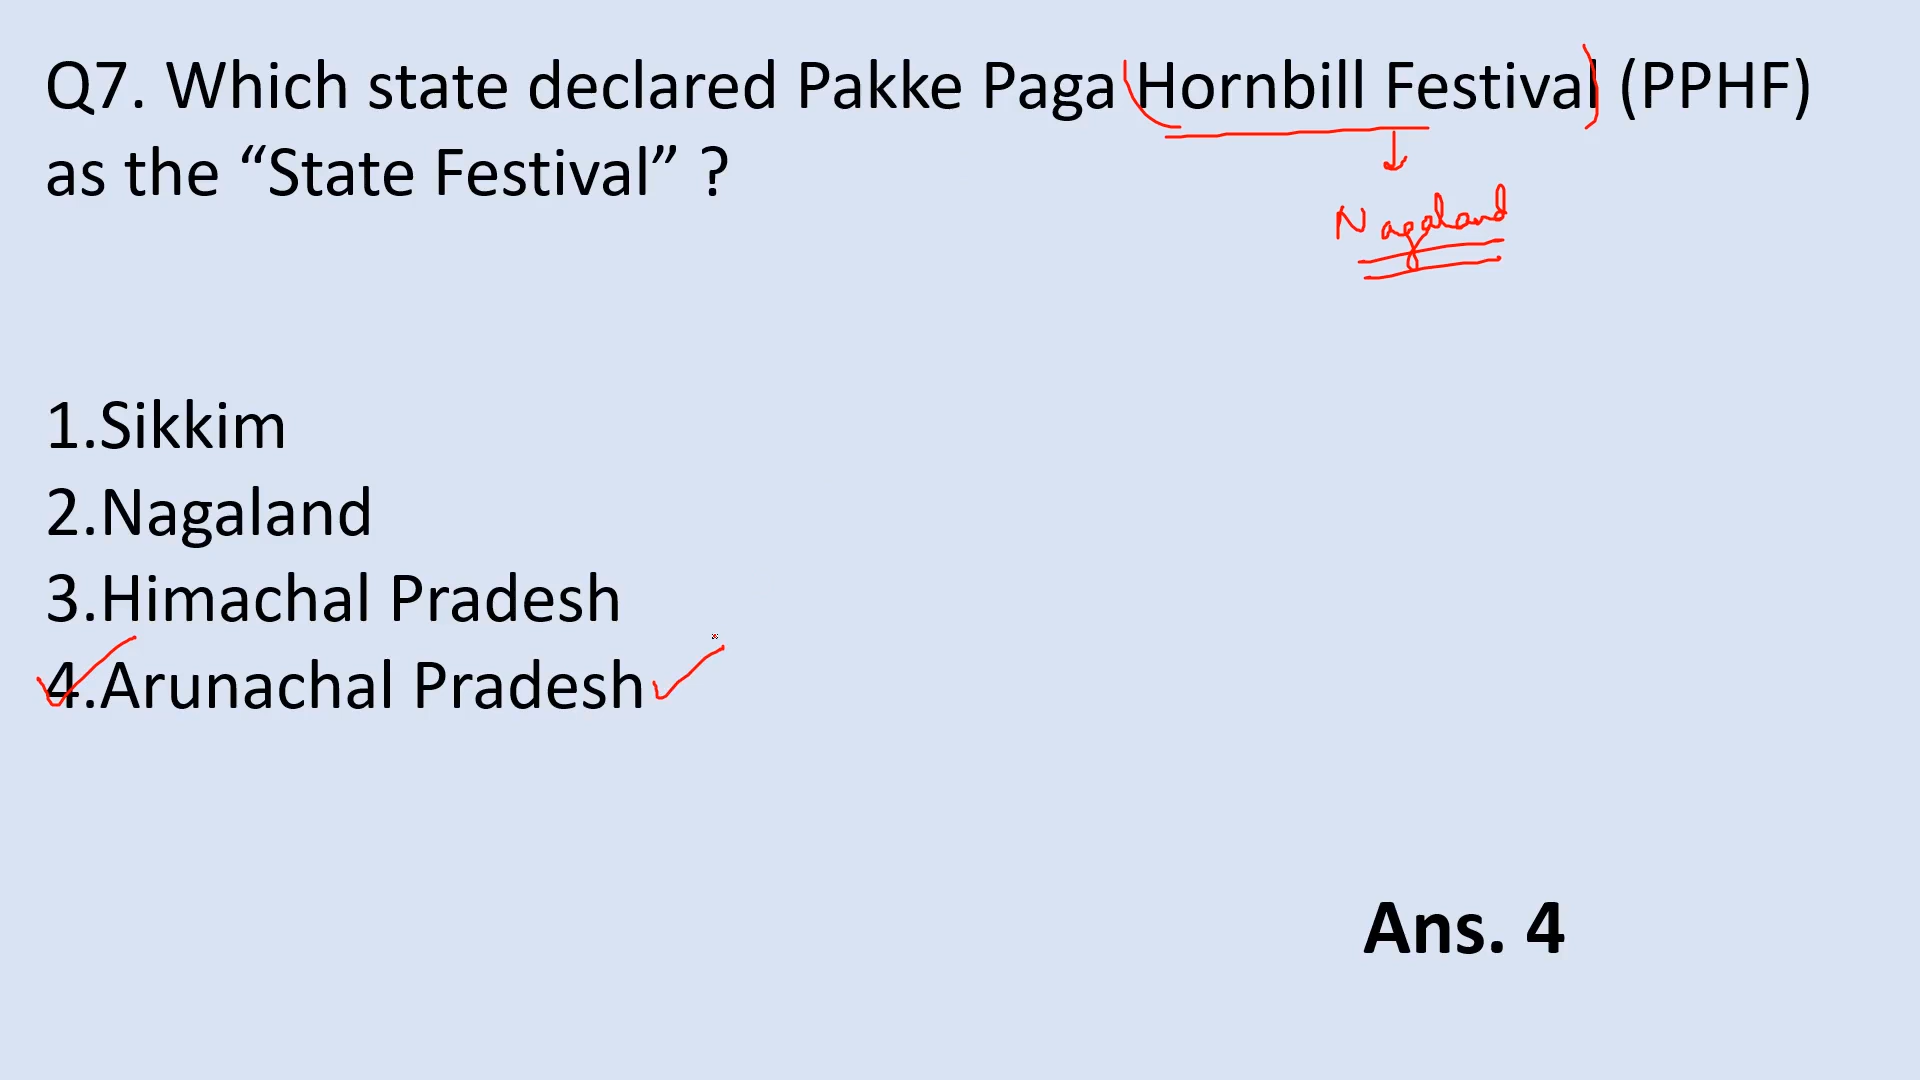 Q7. Which state declared Pakke Paga Hornbill Festival (PPHF)
as the “State Festival” ?
Nagaland
1.Sikkim
2.Nagaland
3.Himachal Pradesh
4.Arunachal Pradesh
Ans. 4